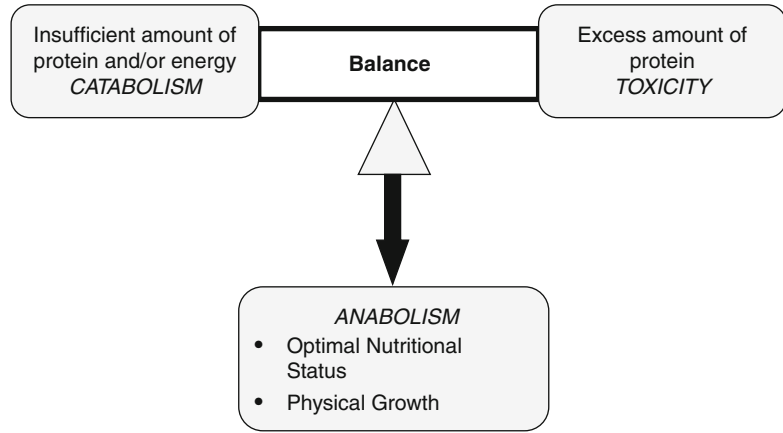 Insufficient amount of
protein and/or energy
CATABOLISM
Balance
Excess amount of
protein
TOXICITY
ANABOLISM
• Optimal Nutritional
Status
• Physical Growth